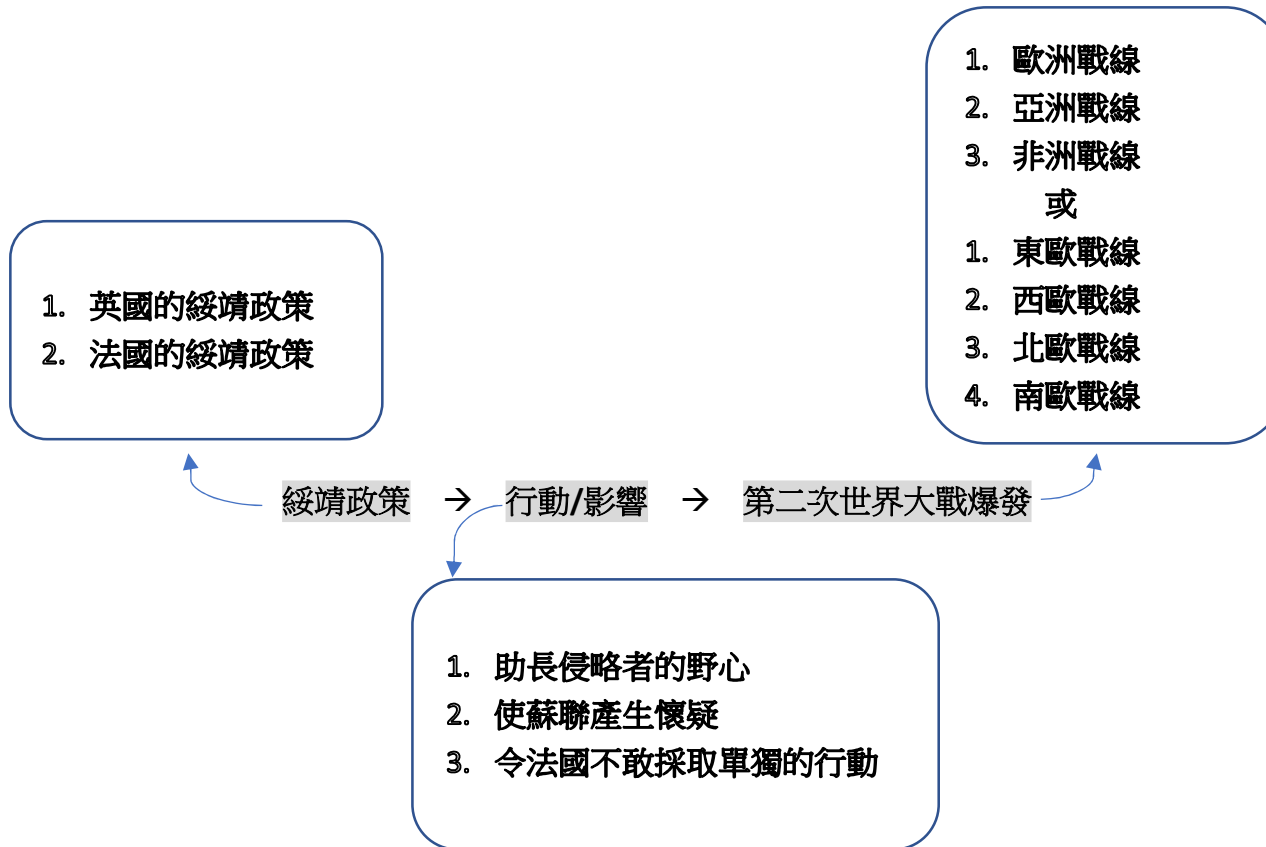 1. 歐洲戰線
2. 亞洲戰線
3. 非洲戰線
或
1. 東歐戰線
2. 西歐戰線
3. 北歐戰線
4. 南歐戰線
1. 英國的綏靖政策
2. 法國的綏靖政策
綏靖政策 → 行動/影響 → 第二次世界大戰爆發
1. 助長侵略者的野心
2. 使蘇聯產生懷疑
3. 令法國不敢採取單獨的行動